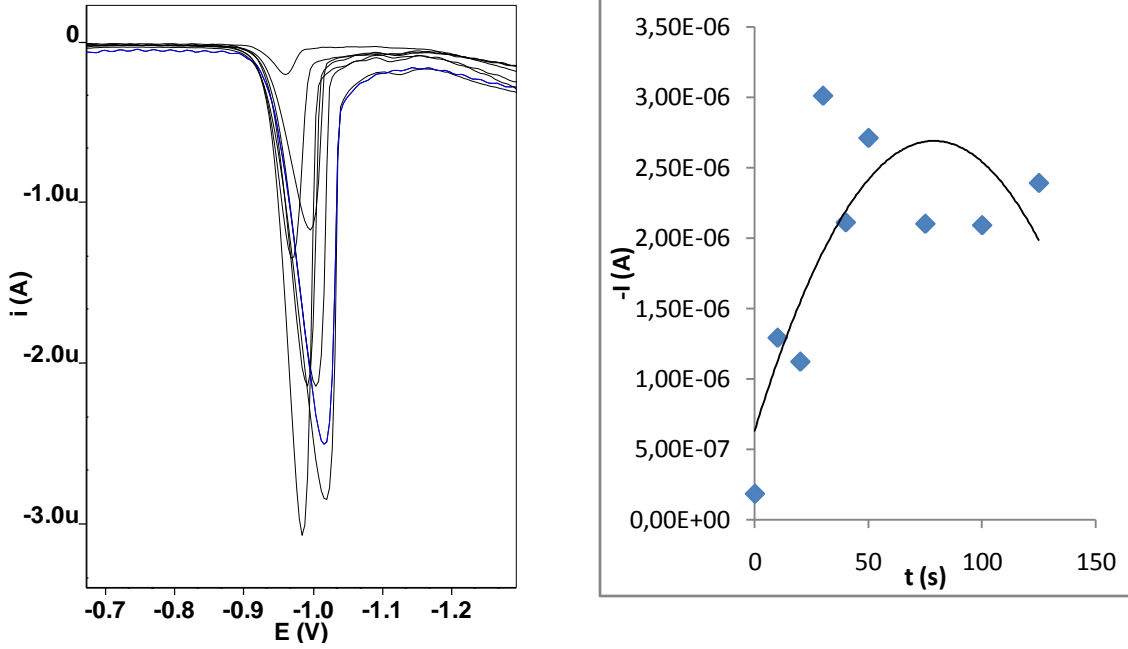 0
-1.0u
-2.0u
-3.0u
i (A)
-0.7 -0.8 -0.9 -1.0 -1.1 -1.2
E (V)
3,50E-06
3,00E-06
2,50E-06
2,00E-06
1,50E-06
1,00E-06
5,00E-07
0,00E+00
-I (A)
0 50 100 150
t (s)